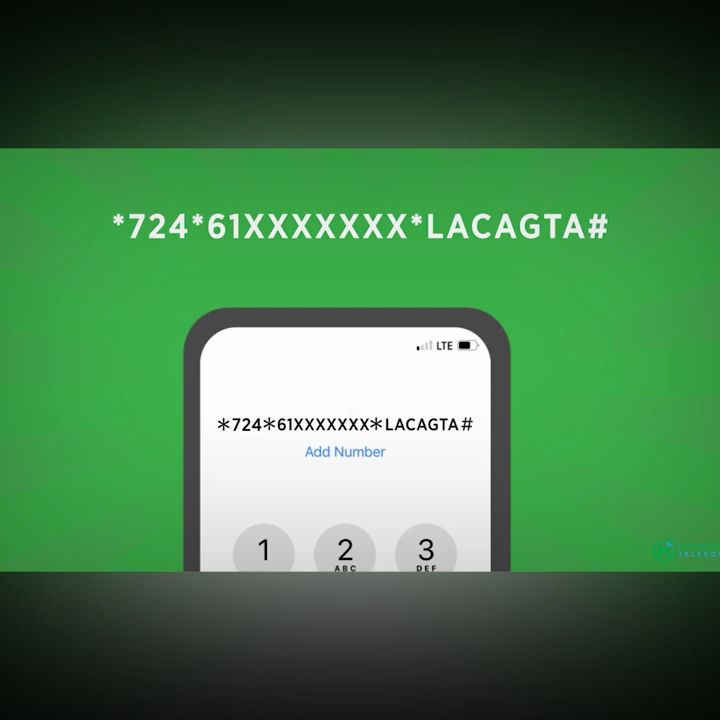 *724*61XXXXXXX*LACAGTA#
LTE
*724*61XXXXXXX*LACAGTA#
Add Number
1 2 3
ABC DEF